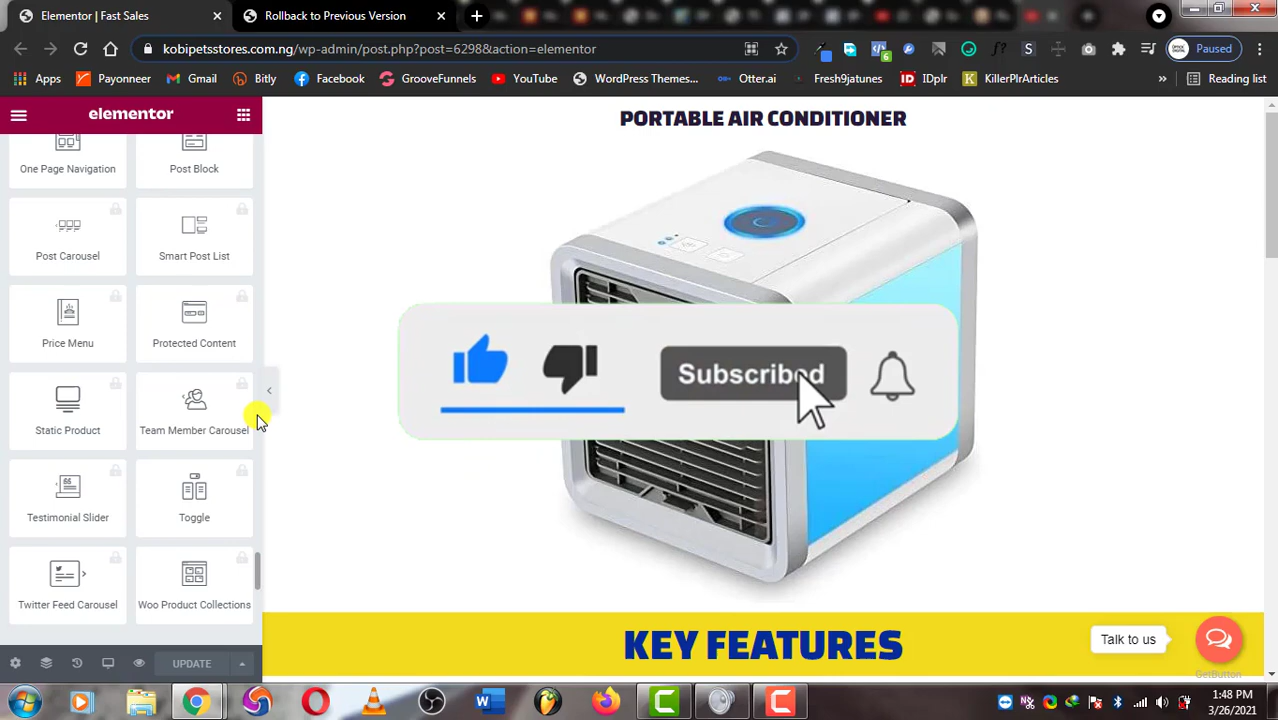 Elementor | Fast Sales
Rollback to Previous Version
kobipetsstores.com.ng/wp-admin/post.php?post=6298&action=elementor
6
Paused
Apps
Payonneer
Gmail
Bitly
Facebook
GrooveFunnels
YouTube
WordPress Themes...
Otter.ai
Fresh9jatunes
IDplr
KillerPlrArticles
Reading list
elementor
One Page Navigation
Post Block
Post Carousel
Smart Post List
Price Menu
Protected Content
Static Product
Team Member Carousel
Testimonial Slider
Toggle
Twitter Feed Carousel
Woo Product Collections
UPDATE
PORTABLE AIR CONDITIONER
Subscribed
KEY FEATURES
Talk to us
GetButton
1:48 PM
3/26/2021